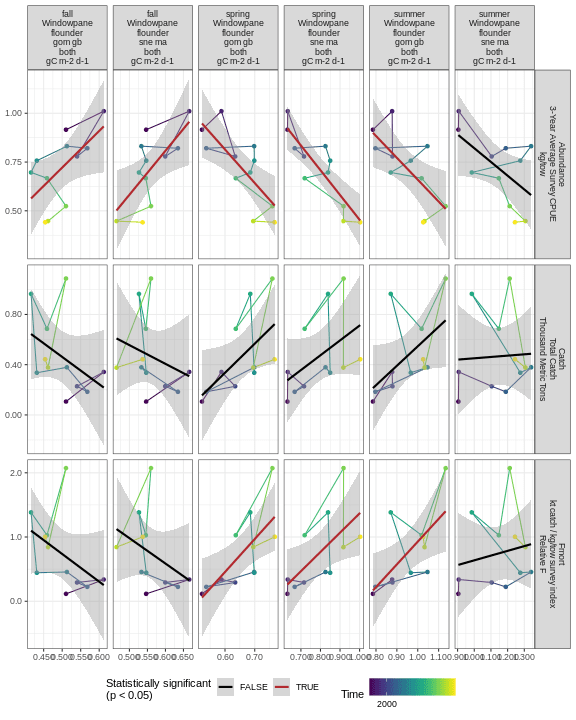 fall fall spring spring summer summer
Windowpane Windowpane Windowpane Windowpane Windowpane Windowpane
flounder flounder flounder flounder flounder flounder
gom gb sne ma gom gb sne ma gom gb sne ma
both both both both both both
gC m-2 d-1 gC m-2 d-1 gC m-2 d-1 gC m-2 d-1 gC m-2 d-1 gC m-2 d-1
1.00
0.75
0.50
Abundance
3-Year Average Survey CPUE
kg/tow
0.80
0.40
0.00
Catch
Total Catch
Thousand Metric Tons
2.0
1.0
0.0
Fmort
kt catch / kg/tow survey index
Relative F
0.450 0.500 0.550 0.600 0.500 0.550 0.600 0.650 0.60 0.70 0.700 0.800 0.900 1.000 0.80 0.90 1.00 1.10 0.900 1.000 1.100 1.200 1.300
Statistically significant
(p < 0.05)
FALSE TRUE
Time
2000